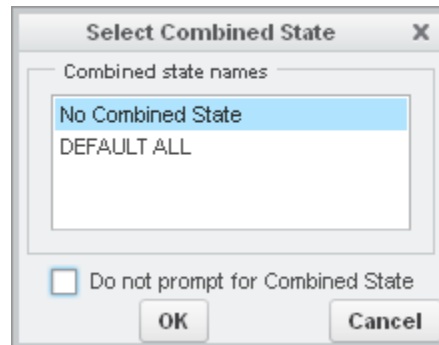 Select Combined State
Combined state names
No Combined State
DEFAULT ALL
Do not prompt for Combined State
OK Cancel